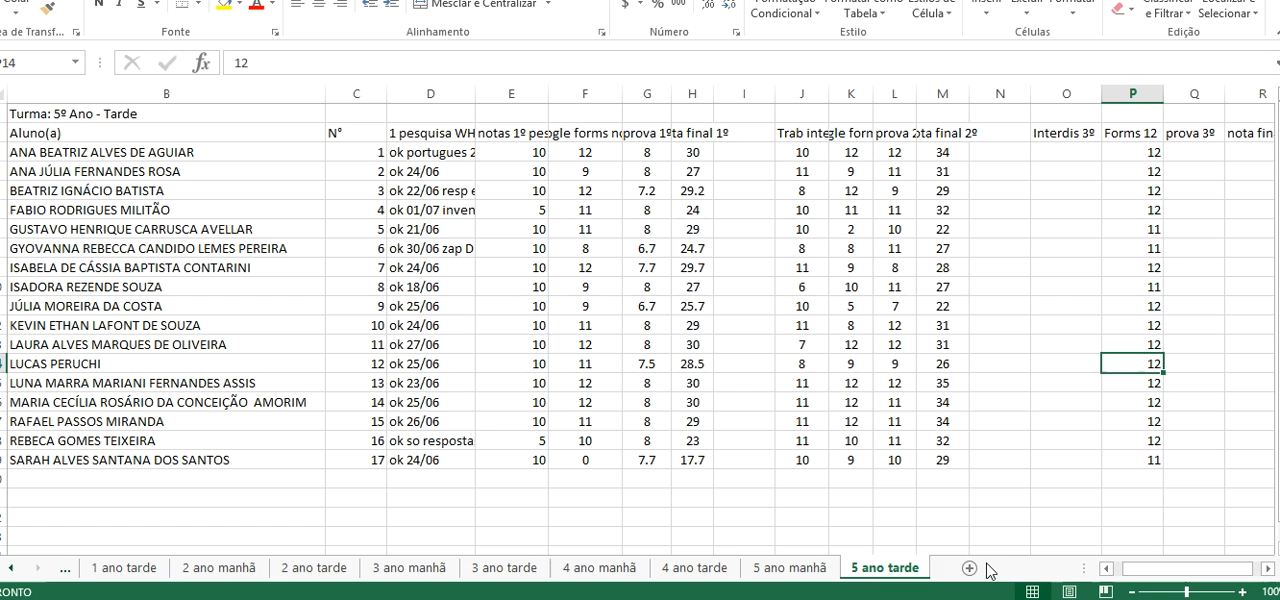 Mesclar e Centralizar
$ % 000
Condicional Tabela Célula
Classificar Localizar e
e Filtrar Selecionar
Fonte Alinhamento Número Estilo Células Edição
12
B C D E F G H I J K L M N O P Q R
Turma: 5º Ano - Tarde
Aluno(a) N° 1 pesquisa WH notas 1º pes gle forms no prova 1º ta final 1º Trab inte gle forn prova 2 ota final 2º Interdis 3º Forms 12 prova 3º nota fin
ANA BEATRIZ ALVES DE AGUIAR 1 ok portugues 2 10 12 8 30 10 12 12 34 12
ANA JÚLIA FERNANDES ROSA 2 ok 24/06 10 9 8 27 11 9 11 31 12
BEATRIZ IGNÁCIO BATISTA 3 ok 22/06 resp e 10 12 7.2 29.2 8 12 9 29 12
FABIO RODRIGUES MILITÃO 4 ok 01/07 inven 5 11 8 24 10 11 11 32 12
GUSTAVO HENRIQUE CARRUSCA AVELLAR 5 ok 21/06 10 11 8 29 10 2 10 22 11
GYOVANNA REBECCA CANDIDO LEMES PEREIRA 6 ok 30/06 zap D 10 8 6.7 24.7 8 8 11 27 11
ISABELA DE CÁSSIA BAPTISTA CONTARINI 7 ok 24/06 10 12 7.7 29.7 11 9 8 28 12
ISADORA REZENDE SOUZA 8 ok 18/06 10 9 8 27 6 10 11 27 11
JÚLIA MOREIRA DA COSTA 9 ok 25/06 10 9 6.7 25.7 10 5 7 22 12
KEVIN ETHAN LAFONT DE SOUZA 10 ok 24/06 10 11 8 29 11 8 12 31 12
LAURA ALVES MARQUES DE OLIVEIRA 11 ok 27/06 10 12 8 30 7 12 12 31 12
LUCAS PERUCHI 12 ok 25/06 10 11 7.5 28.5 8 9 9 26 12
LUNA MARRA MARIANI FERNANDES ASSIS 13 ok 23/06 10 12 8 30 11 12 12 35 12
MARIA CECÍLIA ROSÁRIO DA CONCEIÇÃO AMORIM 14 ok 25/06 10 12 8 30 11 12 11 34 12
RAFAEL PASSOS MIRANDA 15 ok 26/06 10 11 8 29 11 12 11 34 12
REBECA GOMES TEIXEIRA 16 ok so resposta 5 10 8 23 11 10 11 32 12
SARAH ALVES SANTANA DOS SANTOS 17 ok 24/06 10 0 7.7 17.7 10 9 10 29 11
... 1 ano tarde 2 ano manhã 2 ano tarde 3 ano manhã 3 ano tarde 4 ano manhã 4 ano tarde 5 ano manhã 5 ano tarde